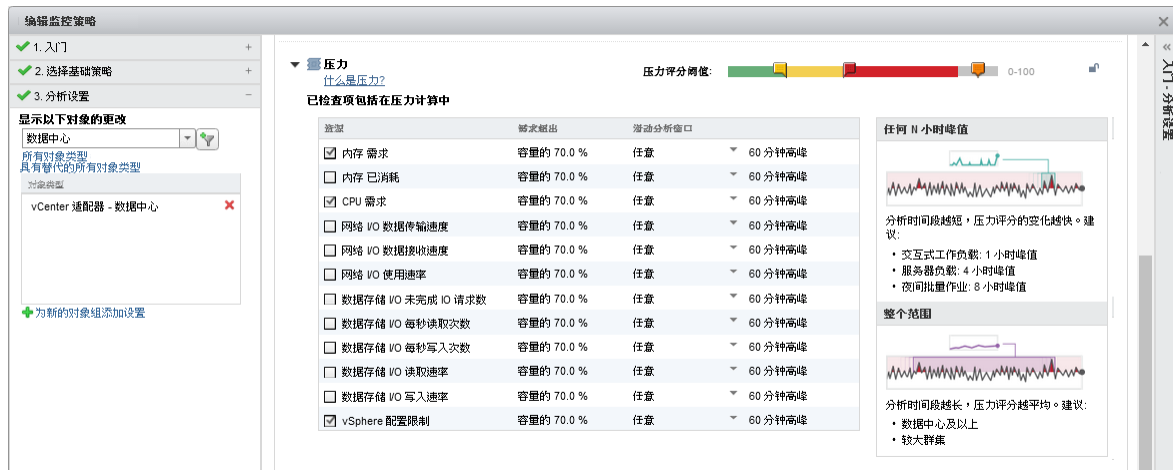 编辑监控策略
1. 入门
2. 选择基础策略
3. 分析设置
显示以下对象的更改
数据中心
所有对象类型
具有替代的所有对象类型
对象类型
vCenter 适配器 - 数据中心
为新的对象组添加设置
压力
什么是压力?
压力评分阈值:
0-100
已检查项包括在压力计算中
资源 需求超出 滑动分析窗口
内存 需求 容量的 70.0 % 任意 60 分钟高峰
内存 已消耗 容量的 70.0 % 任意 60 分钟高峰
CPU 需求 容量的 70.0 % 任意 60 分钟高峰
网络 I/O 数据传输速度 容量的 70.0 % 任意 60 分钟高峰
网络 I/O 数据接收速度 容量的 70.0 % 任意 60 分钟高峰
网络 I/O 使用速率 容量的 70.0 % 任意 60 分钟高峰
数据存储 I/O 未完成 IO 请求数 容量的 70.0 % 任意 60 分钟高峰
数据存储 I/O 每秒读取次数 容量的 70.0 % 任意 60 分钟高峰
数据存储 I/O 每秒写入次数 容量的 70.0 % 任意 60 分钟高峰
数据存储 I/O 读取速率 容量的 70.0 % 任意 60 分钟高峰
数据存储 I/O 写入速率 容量的 70.0 % 任意 60 分钟高峰
vSphere 配置限制 容量的 70.0 % 任意 60 分钟高峰
任何 N 小时峰值
分析时间段越短，压力评分的变化越快。建
议:
• 交互式工作负载: 1 小时峰值
• 服务器负载: 4 小时峰值
• 夜间批量作业: 8 小时峰值
整个范围
分析时间段越长，压力评分越平均。建议:
• 数据中心及以上
• 较大群集
入门 - 分析设置